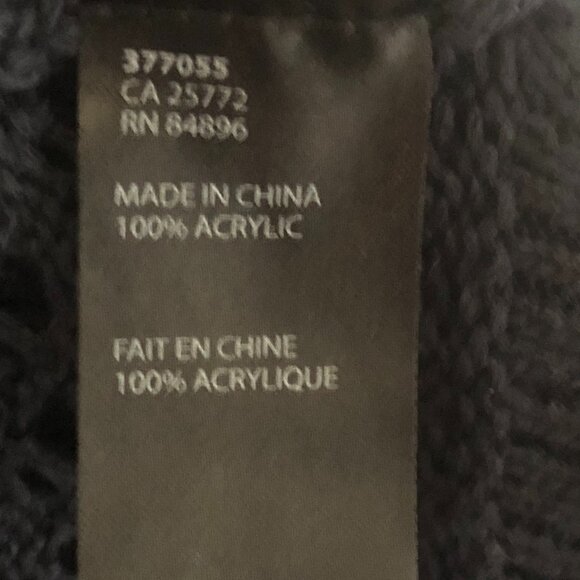 377055
CA 25772
RN 84896
MADE IN CHINA
100% ACRYLIC
FAIT EN CHINE
100% ACRYLIQUE